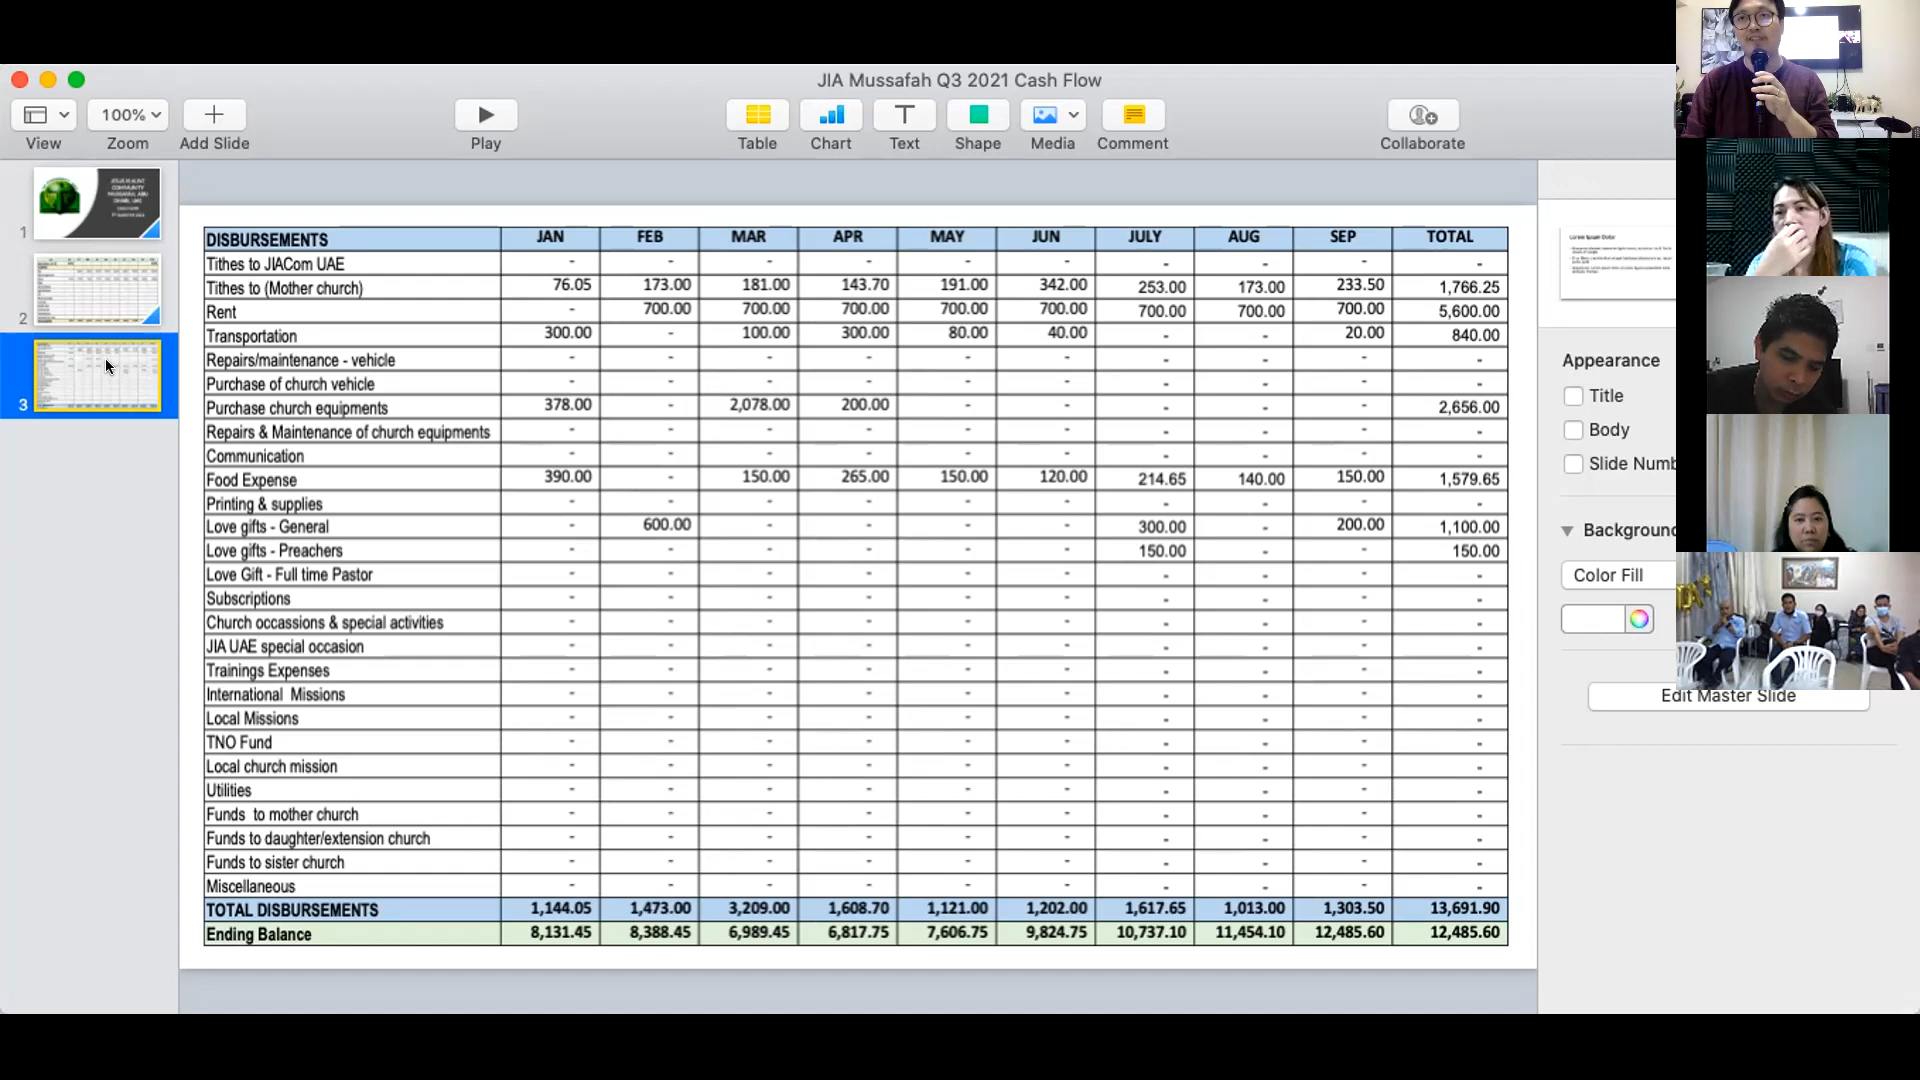 JIA Mussafah Q3 2021 Cash Flow
100%
View Zoom Add Slide Play Table Chart Text Shape Media Comment Collaborate
DISBURSEMENTS JAN FEB MAR APR MAY JUN JULY AUG SEP TOTAL
Tithes to JIACom UAE - - - - - - - - - -
Tithes to (Mother church) 76.05 173.00 181.00 143.70 191.00 342.00 253.00 173.00 233.50 1,766.25
Rent - 700.00 700.00 700.00 700.00 700.00 700.00 700.00 700.00 5,600.00
Transportation 300.00 - 100.00 300.00 80.00 40.00 - - 20.00 840.00
Repairs/maintenance - vehicle - - - - - - - - - -
Purchase of church vehicle - - - - - - - - - -
Purchase church equipments 378.00 - 2,078.00 200.00 - - - - - 2,656.00
Repairs & Maintenance of church equipments - - - - - - - - - -
Communication - - - - - - - - - -
Food Expense 390.00 - 150.00 265.00 150.00 120.00 214.65 140.00 150.00 1,579.65
Printing & supplies - - - - - - - - - -
Love gifts - General - 600.00 - - - - 300.00 - 200.00 1,100.00
Love gifts - Preachers - - - - - - 150.00 - - 150.00
Love Gift - Full time Pastor - - - - - - - - - -
Subscriptions - - - - - - - - - -
Church occassions & special activities - - - - - - - - - -
JIA UAE special occasion - - - - - - - - - -
Trainings Expenses - - - - - - - - - -
International Missions - - - - - - - - - -
Local Missions - - - - - - - - - -
TNO Fund - - - - - - - - - -
Local church mission - - - - - - - - - -
Utilities - - - - - - - - - -
Funds to mother church - - - - - - - - - -
Funds to daughter/extension church - - - - - - - - - -
Funds to sister church - - - - - - - - - -
Miscellaneous - - - - - - - - - -
TOTAL DISBURSEMENTS 1,144.05 1,473.00 3,209.00 1,608.70 1,121.00 1,202.00 1,617.65 1,013.00 1,303.50 13,691.90
Ending Balance 8,131.45 8,388.45 6,989.45 6,817.75 7,606.75 9,824.75 10,737.10 11,454.10 12,485.60 12,485.60
1
2
3
Appearance
Title
Body
Slide Numb
Background
Color Fill
Edit Master Slide